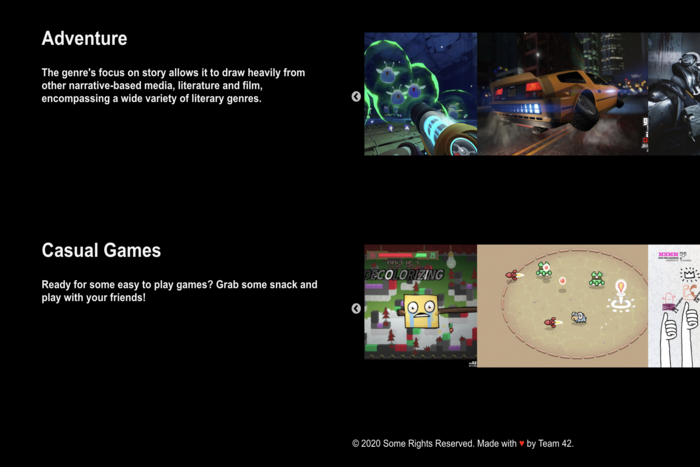 Adventure
The genre's focus on story allows it to draw heavily from
other narrative-based media, literature and film,
encompassing a wide variety of literary genres.
Casual Games
Ready for some easy to play games? Grab some snack and
play with your friends!
DECOLORIZING
© 2020 Some Rights Reserved. Made with ♥ by Team 42.